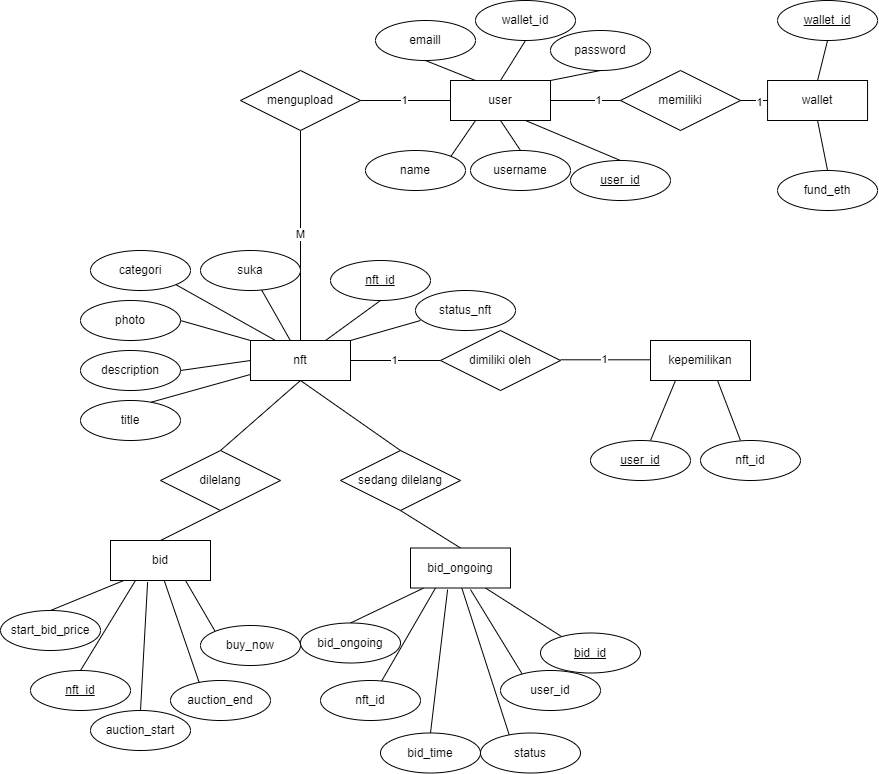 wallet_id
wallet_id
emaill
password
mengupload
1
user
1
memiliki
1
wallet
name
username
user_id
fund_eth
M
categori
suka
nft_id
status_nft
photo
nft
1
dimiliki oleh
1
kepemilikan
description
title
user_id
nft_id
dilelang
sedang dilelang
bid
bid_ongoing
start_bid_price
buy_now
bid_ongoing
bid_id
nft_id
auction_end
nft_id
user_id
auction_start
bid_time
status